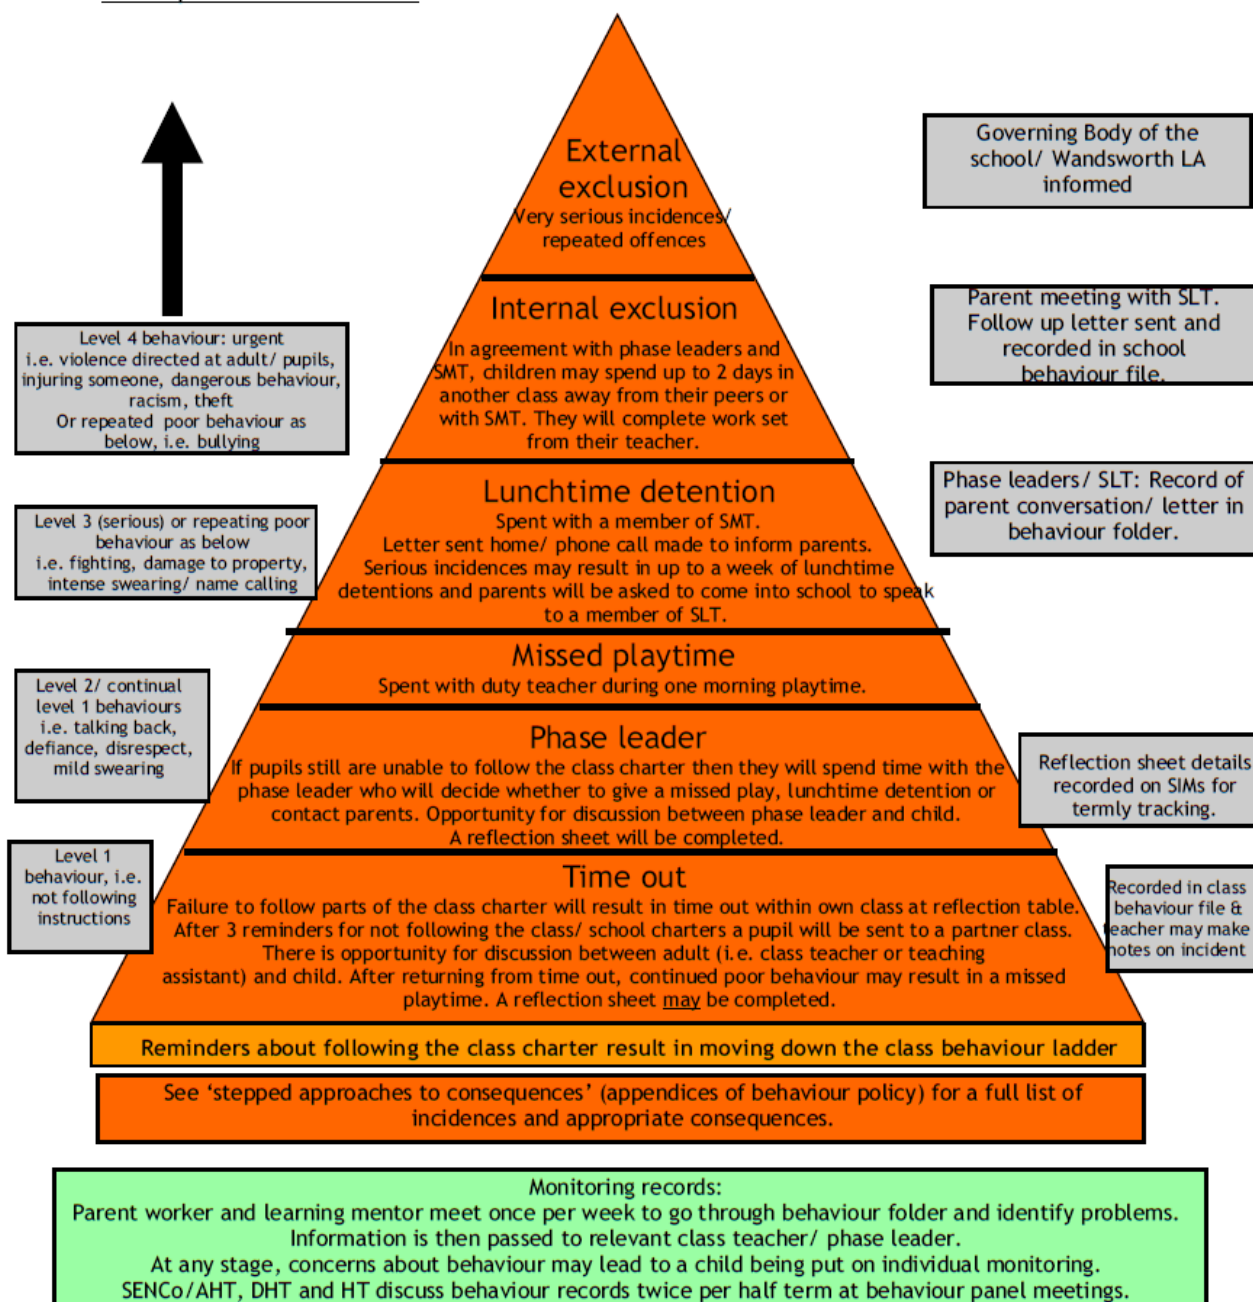 External
exclusion
Very serious incidences/
repeated offences
Governing Body of the
school/ Wandsworth LA
informed
Internal exclusion
In agreement with phase leaders and
SMT, children may spend up to 2 days in
another class away from their peers or
with SMT. They will complete work set
from their teacher.
Parent meeting with SLT.
Follow up letter sent and
recorded in school
behaviour file.
Level 4 behaviour: urgent
i.e. violence directed at adult/ pupils,
injuring someone, dangerous behaviour,
racism, theft
Or repeated poor behaviour as
below, i.e. bullying
Lunchtime detention
Spent with a member of SMT.
Letter sent home/ phone call made to inform parents.
Serious incidences may result in up to a week of lunchtime
detentions and parents will be asked to come into school to speak
to a member of SLT.
Phase leaders/ SLT: Record of
parent conversation/ letter in
behaviour folder.
Level 3 (serious) or repeating poor
behaviour as below
i.e. fighting, damage to property,
intense swearing/ name calling
Missed playtime
Spent with duty teacher during one morning playtime.
Level 2/ continual
level 1 behaviours
i.e. talking back,
defiance, disrespect,
mild swearing
Phase leader
If pupils still are unable to follow the class charter then they will spend time with the
phase leader who will decide whether to give a missed play, lunchtime detention or
contact parents. Opportunity for discussion between phase leader and child.
A reflection sheet will be completed.
Reflection sheet details
recorded on SIMs for
termly tracking.
Level 1
behaviour, i.e.
not following
instructions
Time out
Failure to follow parts of the class charter will result in time out within own class at reflection table.
After 3 reminders for not following the class/ school charters a pupil will be sent to a partner class.
There is opportunity for discussion between adult (i.e. class teacher or teaching
assistant) and child. After returning from time out, continued poor behaviour may result in a missed
playtime. A reflection sheet may be completed.
Recorded in class
behaviour file &
teacher may make
notes on incident
Reminders about following the class charter result in moving down the class behaviour ladder
See ‘stepped approaches to consequences’ (appendices of behaviour policy) for a full list of
incidences and appropriate consequences.
Monitoring records:
Parent worker and learning mentor meet once per week to go through behaviour folder and identify problems.
Information is then passed to relevant class teacher/ phase leader.
At any stage, concerns about behaviour may lead to a child being put on individual monitoring.
SENCo/AHT, DHT and HT discuss behaviour records twice per half term at behaviour panel meetings.